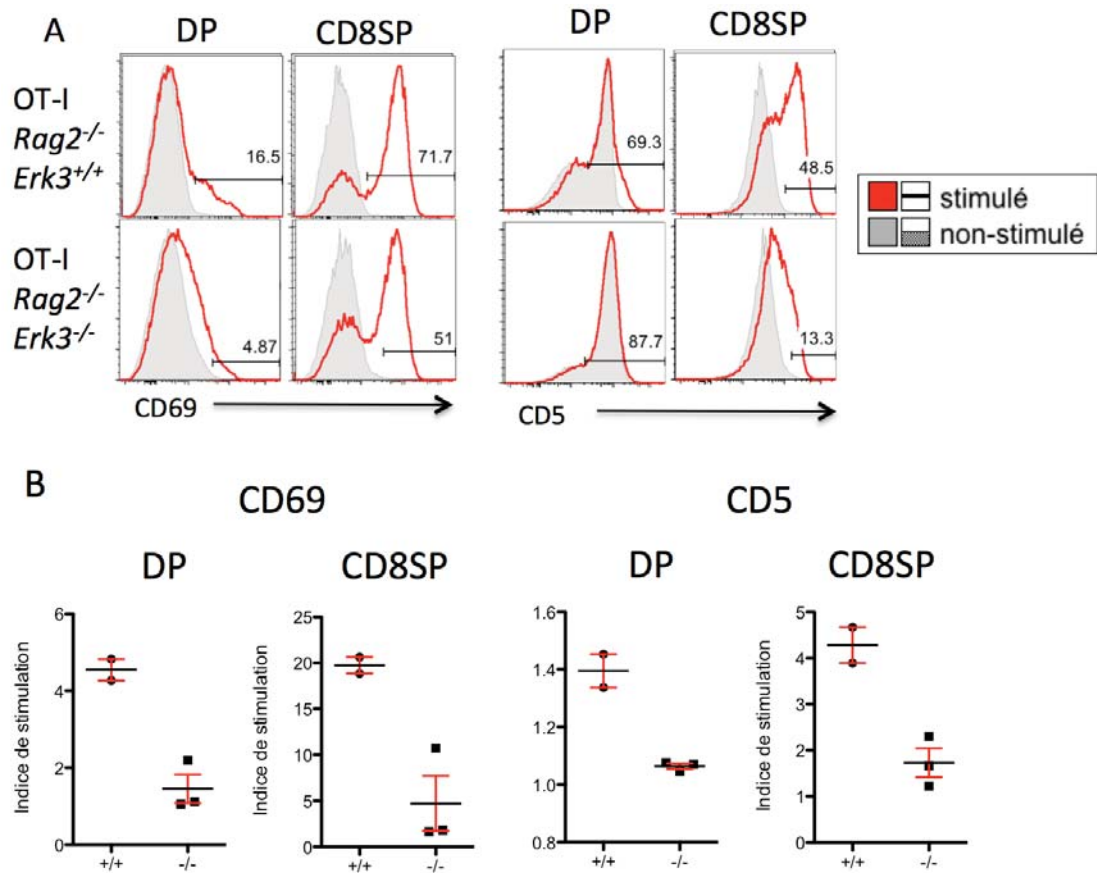 A
DP
CD8SP
DP
CD8SP
OT-I
Rag2-/-
Erk3+/+
16.5
71.7
69.3
48.5
stimulé
non-stimulé
OT-I
Rag2-/-
Erk3-/-
4.87
51
87.7
13.3
CD69
CD5
B
CD69
CD5
DP
CD8SP
DP
CD8SP
Indice de stimulation
6
4
2
0
+/+
-/-
Indice de stimulation
25
20
15
10
5
0
+/+
-/-
Indice de stimulation
1.6
1.4
1.2
1.0
0.8
+/+
-/-
Indice de stimulation
5
4
3
2
1
0
+/+
-/-